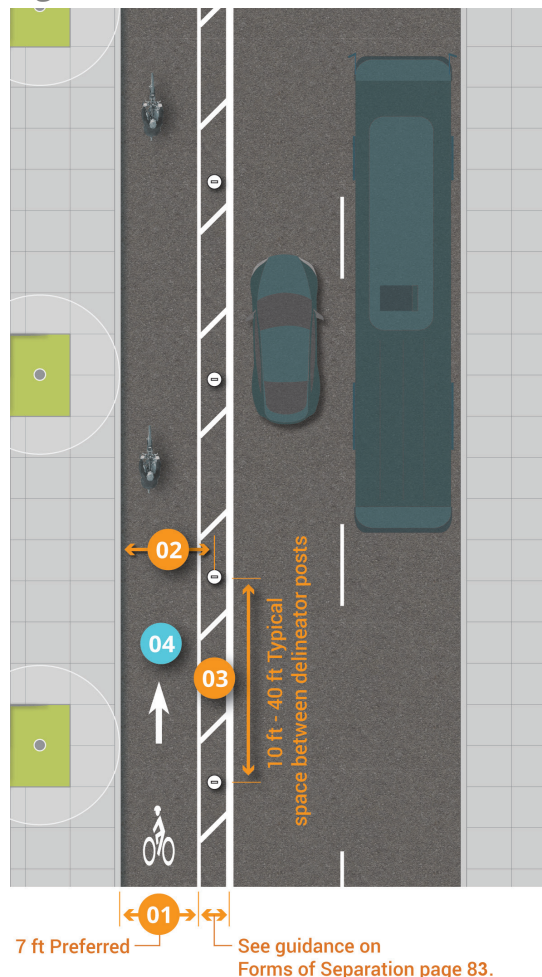 02
04
03
10 ft - 40 ft Typical
space between delineator posts
01
7 ft Preferred
See guidance on
Forms of Separation page 83.